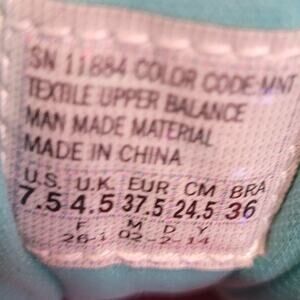 SN 11884 COLOR CODE:MNT
TEXTILE UPPER BALANCE
MAN MADE MATERIAL
MADE IN CHINA
U.S. U.K. EUR CM BRA
7.5 4.5 37.5 24.5 36
F M D Y
26-1 02-2-14